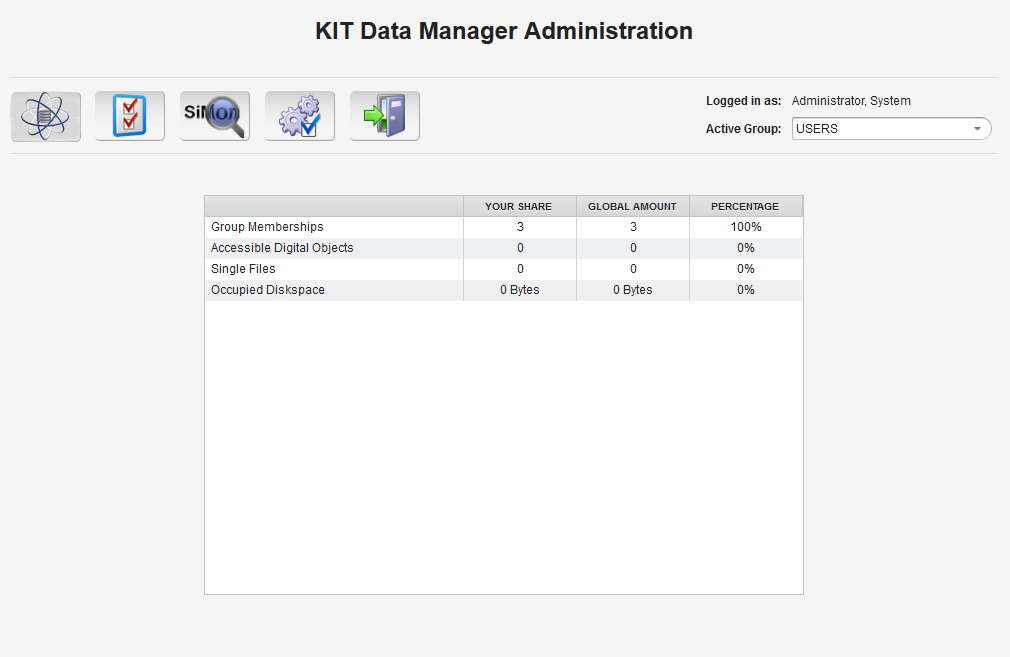 KIT Data Manager Administration
SiMon
Logged in as: Administrator, System
Active Group: USERS
YOUR SHARE GLOBAL AMOUNT PERCENTAGE
Group Memberships 3 3 100%
Accessible Digital Objects 0 0 0%
Single Files 0 0 0%
Occupied Diskspace 0 Bytes 0 Bytes 0%